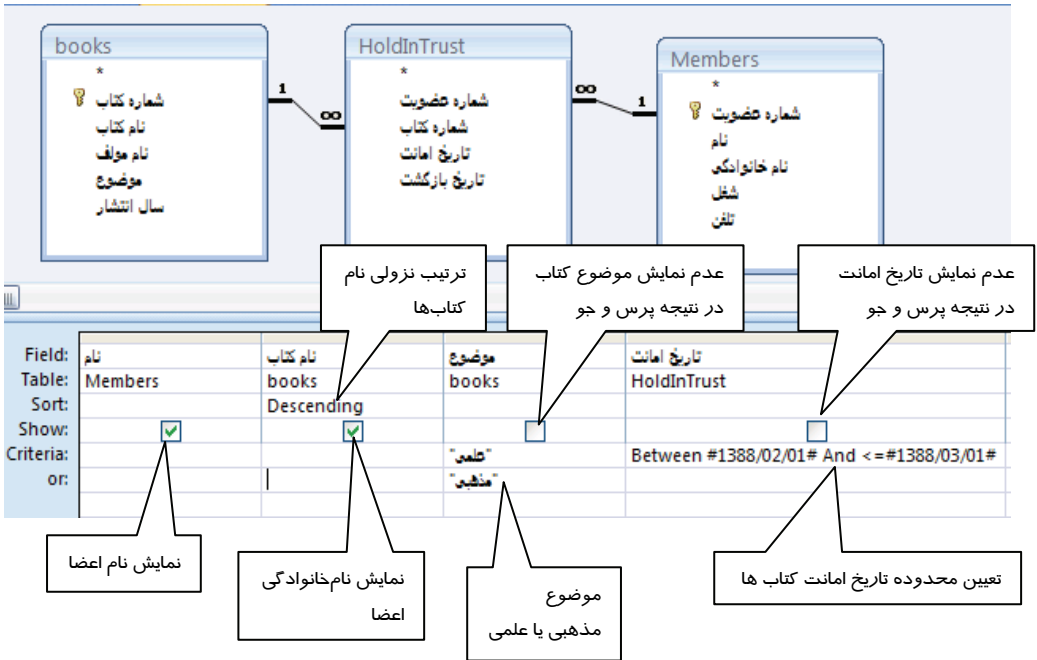 books
*
شماره کتاب
نام کتاب
نام مولف
موضوع
سال انتشار
1
∞
HoldInTrust
*
شماره عضویت
شماره کتاب
تاریخ امانت
تاریخ بازگشت
∞
1
Members
*
شماره عضویت
نام
نام خانوادگی
شغل
تلفن
ترتیب نزولی نام
کتاب‌ها
عدم نمایش موضوع کتاب
در نتیجه پرس و جو
عدم نمایش تاریخ امانت
در نتیجه پرس و جو
Field: نام نام کتاب موضوع تاریخ امانت
Table: Members books books HoldInTrust
Sort: Descending
Show:
Criteria: "علمی" Between #1388/02/01# And <=#1388/03/01#
or: "مذهبی"
نمایش نام اعضا
نمایش نام‌خانوادگی
اعضا
موضوع
مذهبی یا علمی
تعیین محدوده تاریخ امانت کتاب ها